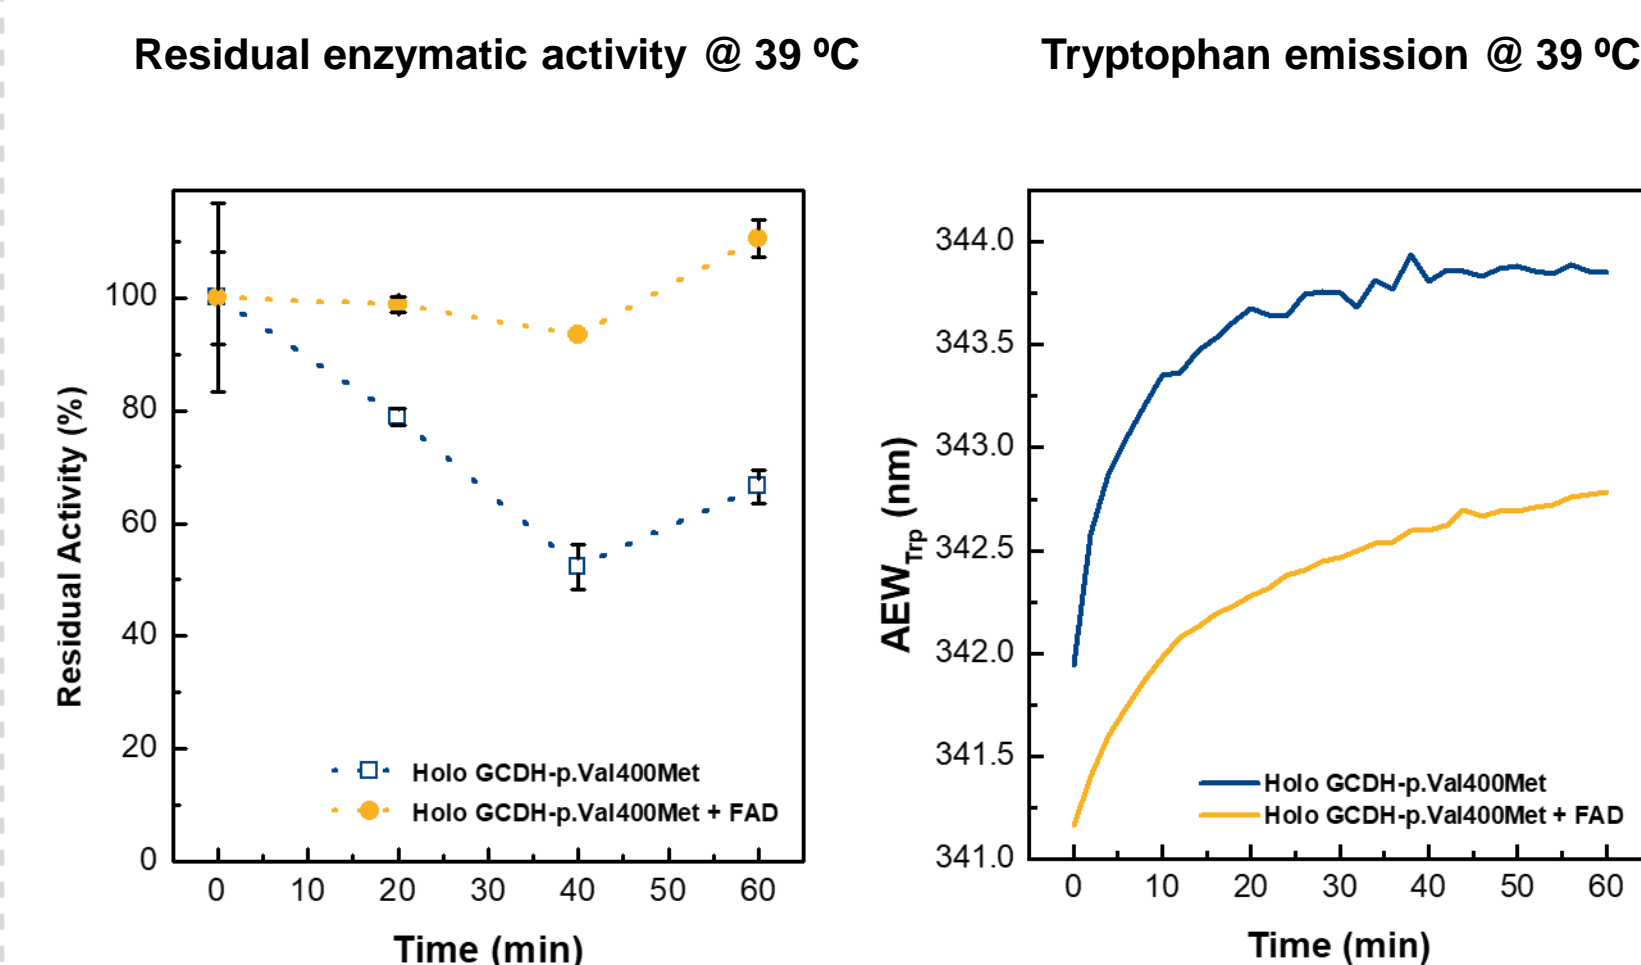 Residual enzymatic activity @ 39 ºC
Residual Activity (%)
100
80
60
40
20
0
Holo GCDH-p.Val400Met
Holo GCDH-p.Val400Met + FAD
0 10 20 30 40 50 60
Time (min)
Tryptophan emission @ 39 ºC
AEW_Trp (nm)
344.0
343.5
343.0
342.5
342.0
341.5
341.0
Holo GCDH-p.Val400Met
Holo GCDH-p.Val400Met + FAD
0 10 20 30 40 50 60
Time (min)